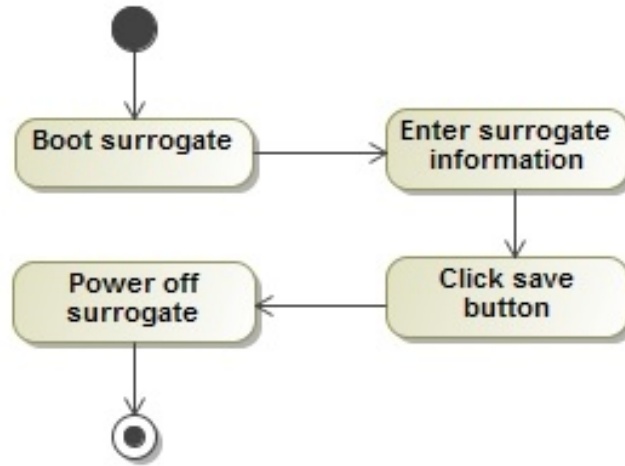 Boot surrogate
Enter surrogate
information
Click save
button
Power off
surrogate